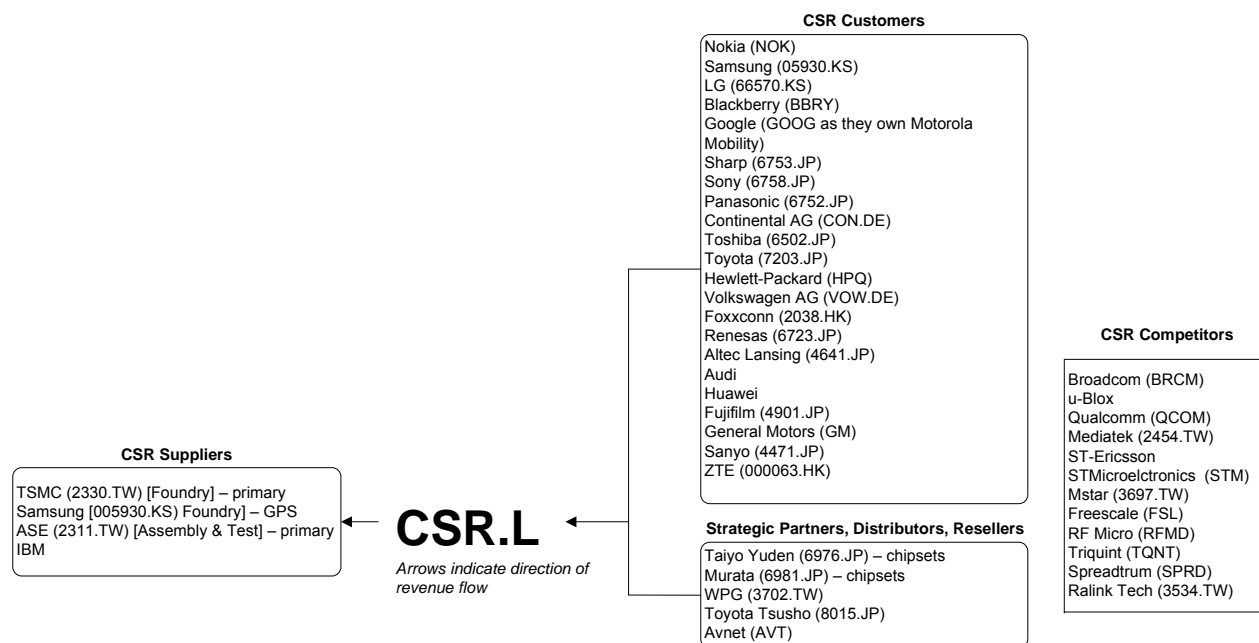 CSR Customers
Nokia (NOK)
Samsung (05930.KS)
LG (66570.KS)
Blackberry (BBRY)
Google (GOOG as they own Motorola
Mobility)
Sharp (6753.JP)
Sony (6758.JP)
Panasonic (6752.JP)
Continental AG (CON.DE)
Toshiba (6502.JP)
Toyota (7203.JP)
Hewlett-Packard (HPQ)
Volkswagen AG (VOW.DE)
Foxxconn (2038.HK)
Renesas (6723.JP)
Altec Lansing (4641.JP)
Audi
Huawei
Fujifilm (4901.JP)
General Motors (GM)
Sanyo (4471.JP)
ZTE (000063.HK)
CSR Competitors
Broadcom (BRCM)
u-Blox
Qualcomm (QCOM)
Mediatek (2454.TW)
ST-Ericsson
STMicroelctronics (STM)
Mstar (3697.TW)
Freescale (FSL)
RF Micro (RFMD)
Triquint (TQNT)
Spreadtrum (SPRD)
Ralink Tech (3534.TW)
CSR Suppliers
TSMC (2330.TW) [Foundry] – primary
Samsung [005930.KS) Foundry] – GPS
ASE (2311.TW) [Assembly & Test] – primary
IBM
CSR.L
Arrows indicate direction of
revenue flow
Strategic Partners, Distributors, Resellers
Taiyo Yuden (6976.JP) – chipsets
Murata (6981.JP) – chipsets
WPG (3702.TW)
Toyota Tsusho (8015.JP)
Avnet (AVT)